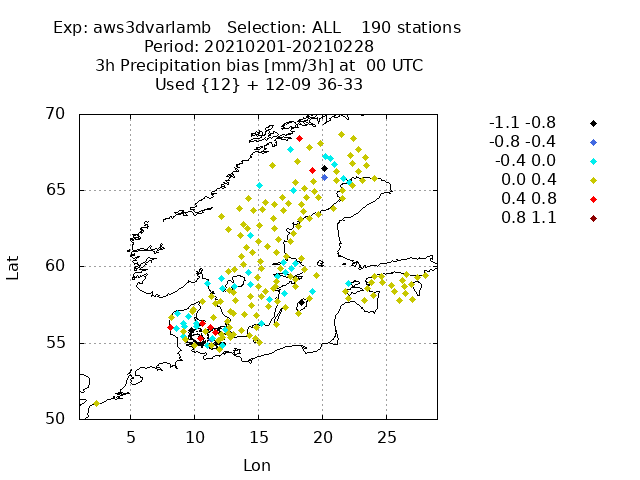 Exp: aws3dvarlamb   Selection: ALL    190 stations
Period: 20210201-20210228
3h Precipitation bias [mm/3h] at  00 UTC
Used {12} + 12-09 36-33
70
65
60
55
50
Lat
5
10
15
20
25
Lon
-1.1 -0.8
-0.8 -0.4
-0.4 0.0
0.0 0.4
0.4 0.8
0.8 1.1